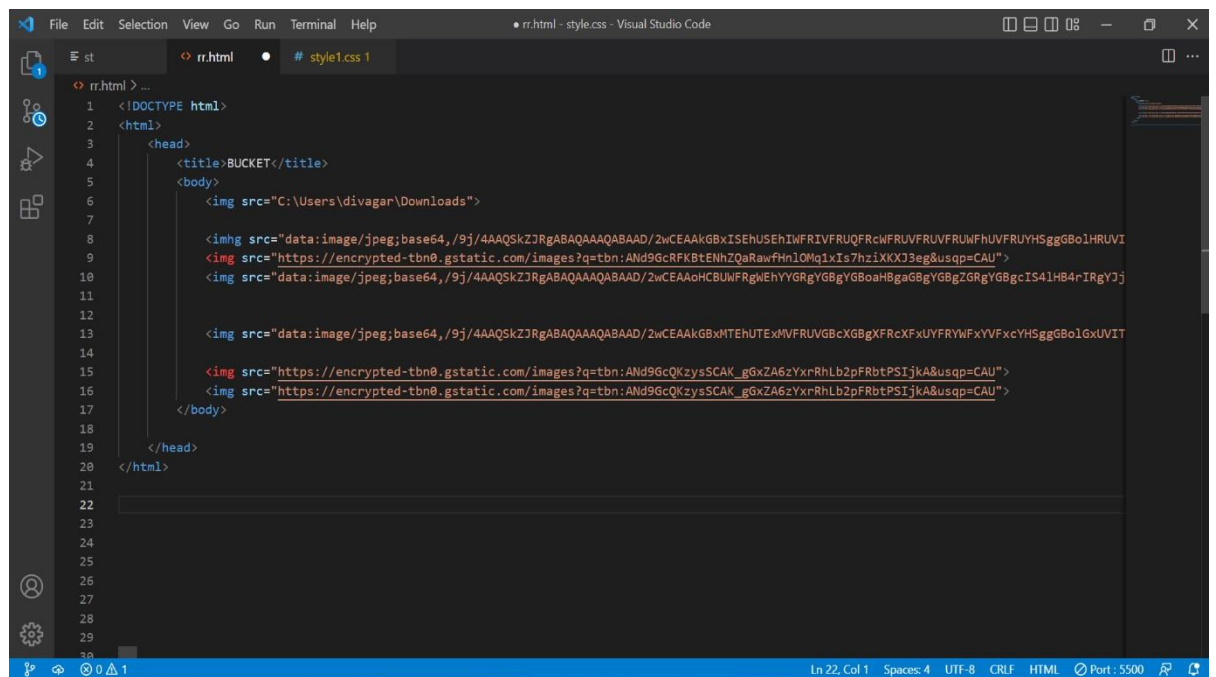 File Edit Selection View Go Run Terminal Help
● rr.html - style.css - Visual Studio Code
st
<> rr.html ●
# style1.css 1
1
<> rr.html > ...
1 <!DOCTYPE html>
2 <html>
3 <head>
4 <title>BUCKET</title>
5 <body>
6 <img src="C:\Users\divagar\Downloads">
7
8 <imhg src="data:image/jpeg;base64,/9j/4AAQSkZJRgABAQAAAQABAAD/2wCEAAkGBxISEhUSEhIWFRIVFRUQFRcWFRUVFRUVFRUWFhUVFRUYHSggGBolHRUVI
9 <img src="https://encrypted-tbn0.gstatic.com/images?q=tbn:ANd9GcRFKBtENhZQaRawfHnlOMq1xIs7hziXKXJ3eg&usqp=CAU">
10 <img src="data:image/jpeg;base64,/9j/4AAQSkZJRgABAQAAAQABAAD/2wCEAAoHCBUWFRgWEhYYGRgYGBgYGBoaHBgaGBgYGBgZGRgYGBgcIS4lHB4rIRgYJj
11
12
13 <img src="data:image/jpeg;base64,/9j/4AAQSkZJRgABAQAAAQABAAD/2wCEAAkGBxMTEhUTExMVFRUVGBcXGBgXFRcXFxUYFRYWFxYVFxcYHSggGBolGxUVIT
14
15 <img src="https://encrypted-tbn0.gstatic.com/images?q=tbn:ANd9GcQKzysSCAK_gGxZA6zYxrRhLb2pFRbtPSIjkA&usqp=CAU">
16 <img src="https://encrypted-tbn0.gstatic.com/images?q=tbn:ANd9GcQKzysSCAK_gGxZA6zYxrRhLb2pFRbtPSIjkA&usqp=CAU">
17 </body>
18
19 </head>
20 </html>
21
22
23
24
25
26
27
28
29
30
0 1 Ln 22, Col 1 Spaces: 4 UTF-8 CRLF HTML Port : 5500